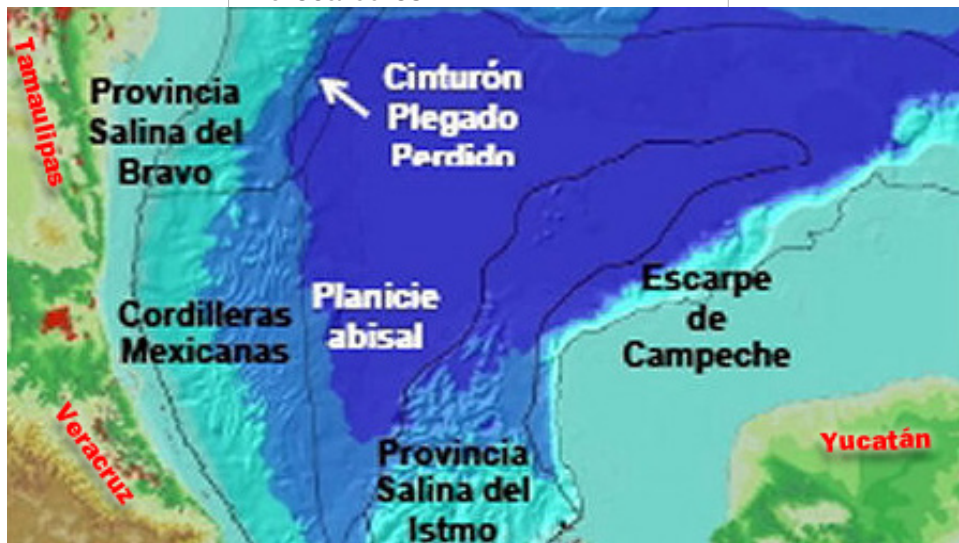 Tamaulipas
Provincia
Salina del
Bravo
Cinturón
Plegado
Perdido
Cordilleras
Mexicanas
Planicie
abisal
Escarpe
de
Campeche
Veracruz
Provincia
Salina del
Istmo
Yucatán